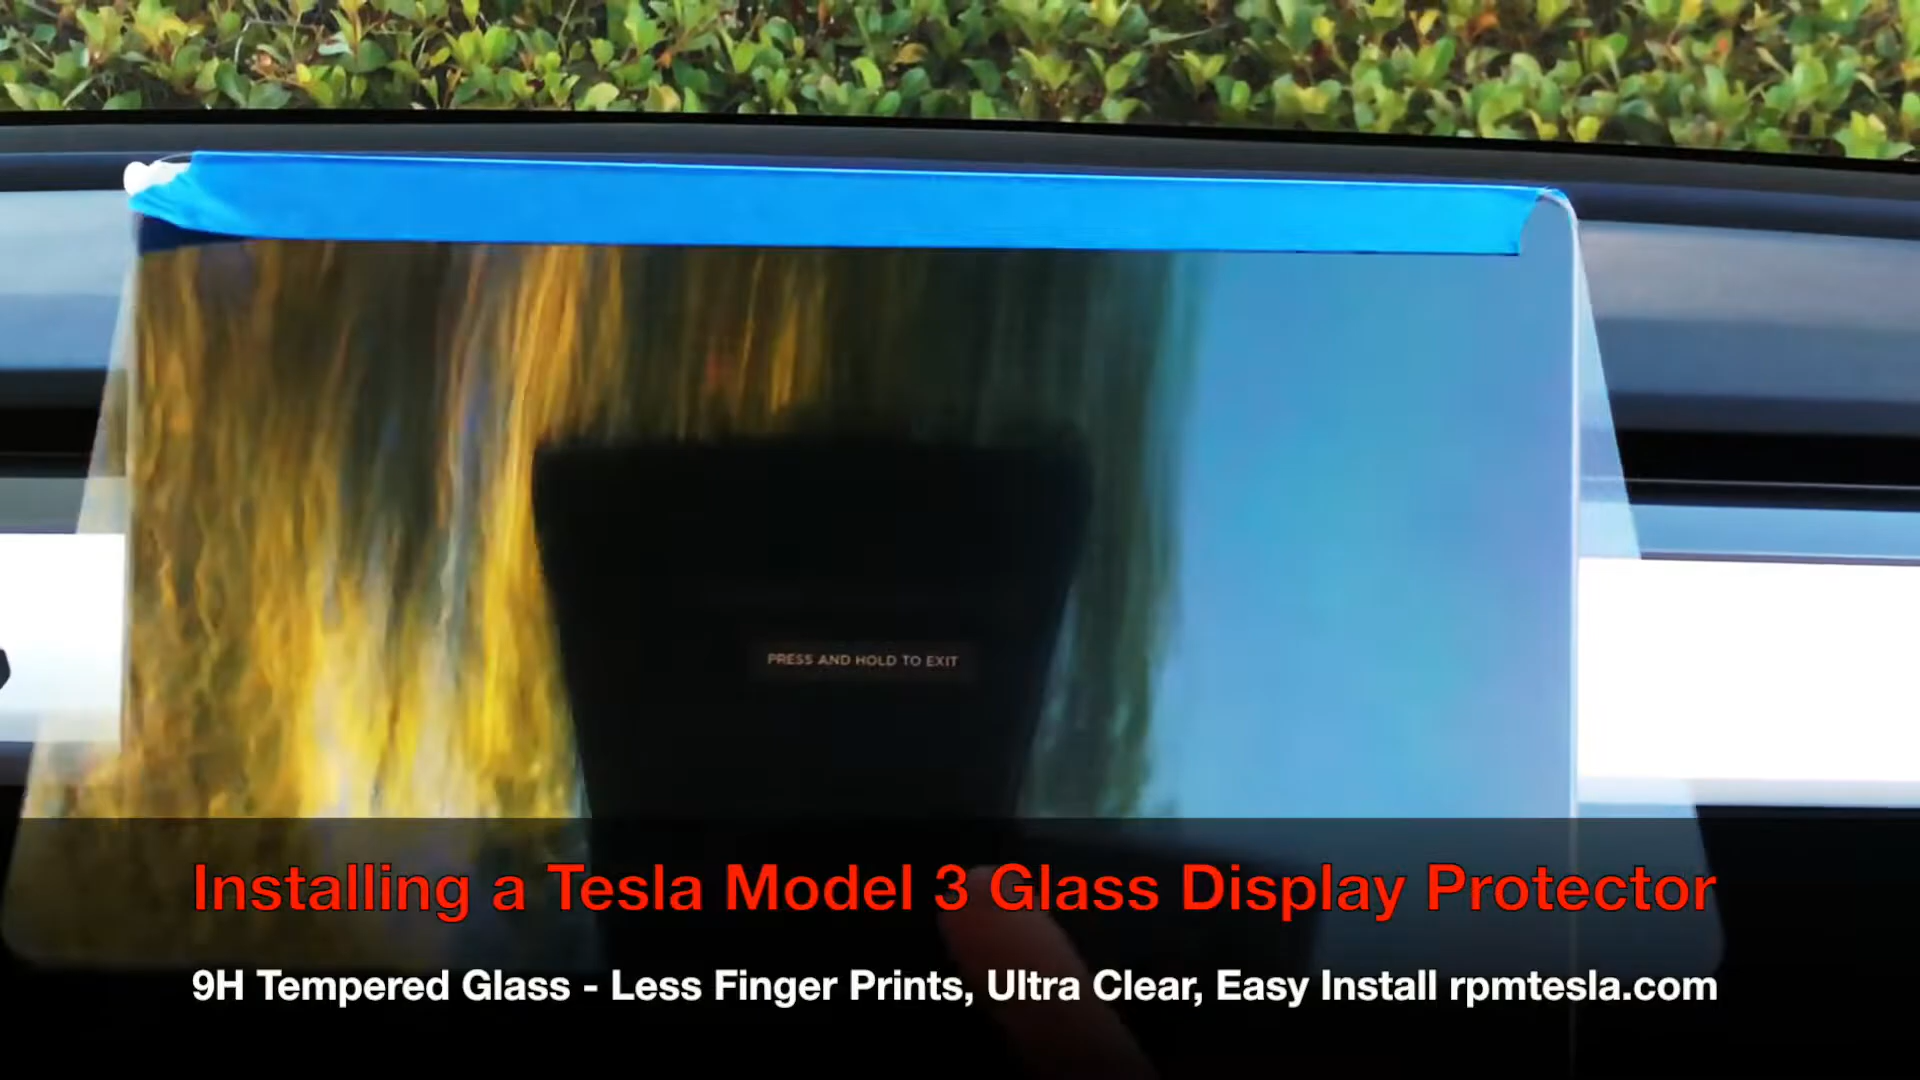 PRESS AND HOLD TO EXIT
Installing a Tesla Model 3 Glass Display Protector
9H Tempered Glass - Less Finger Prints, Ultra Clear, Easy Install rpmtesla.com